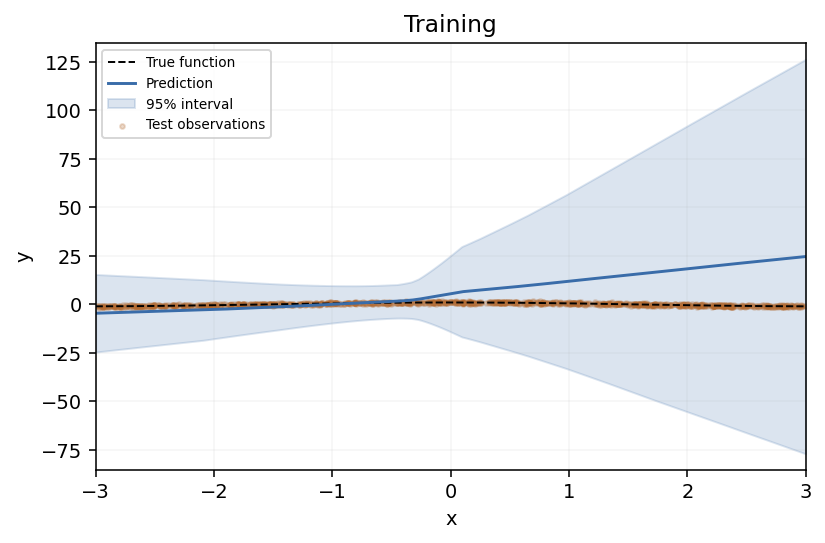 Training
True function
Prediction
95% interval
Test observations
125
100
75
50
25
0
−25
−50
−75
y
−3
−2
−1
0
1
2
3
x